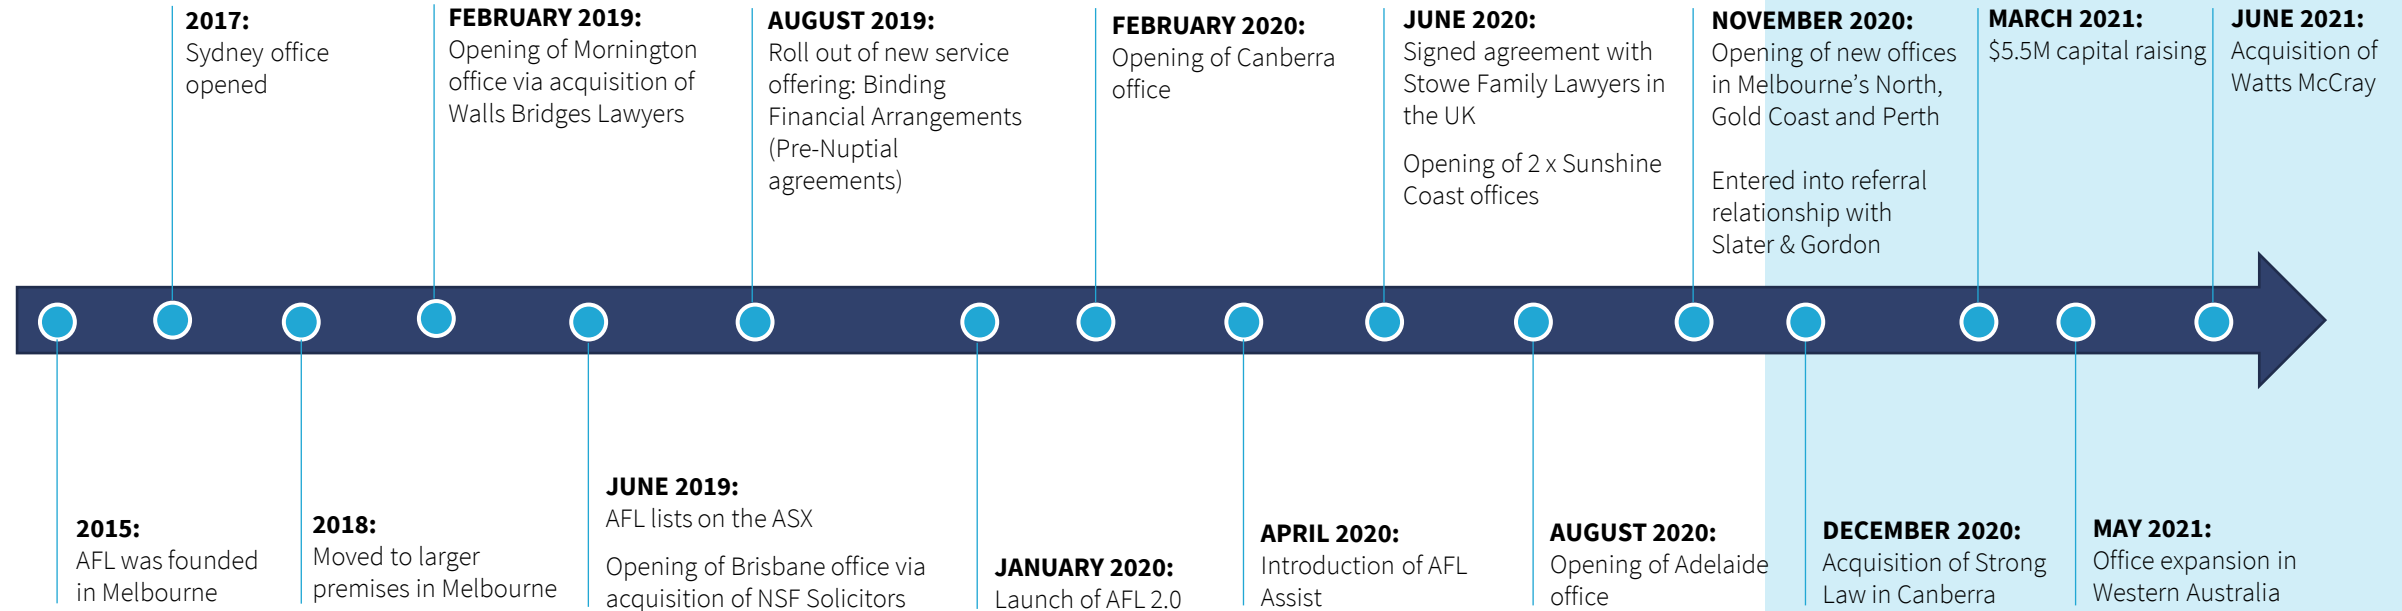 2017:
Sydney office
opened
FEBRUARY 2019:
Opening of Mornington
office via acquisition of
Walls Bridges Lawyers
AUGUST 2019:
Roll out of new service
offering: Binding
Financial Arrangements
(Pre-Nuptial
agreements)
FEBRUARY 2020:
Opening of Canberra
office
JUNE 2020:
Signed agreement with
Stowe Family Lawyers in
the UK
Opening of 2 x Sunshine
Coast offices
NOVEMBER 2020:
Opening of new offices
in Melbourne’s North,
Gold Coast and Perth
Entered into referral
relationship with
Slater & Gordon
MARCH 2021:
$5.5M capital raising
JUNE 2021:
Acquisition of
Watts McCray
2015:
AFL was founded
in Melbourne
2018:
Moved to larger
premises in Melbourne
JUNE 2019:
AFL lists on the ASX
Opening of Brisbane office via
acquisition of NSF Solicitors
JANUARY 2020:
Launch of AFL 2.0
APRIL 2020:
Introduction of AFL
Assist
AUGUST 2020:
Opening of Adelaide
office
DECEMBER 2020:
Acquisition of Strong
Law in Canberra
MAY 2021:
Office expansion in
Western Australia